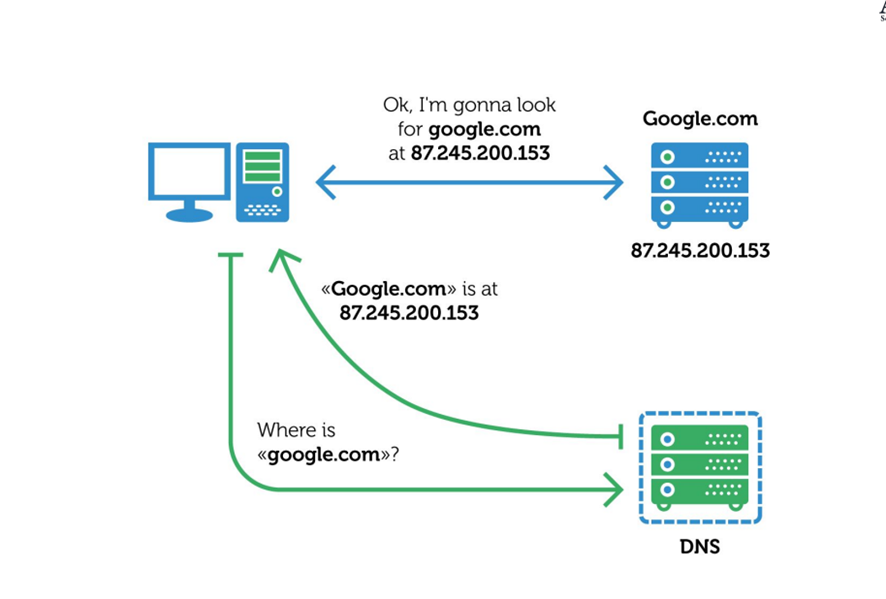 Ok, I'm gonna look
for google.com
at 87.245.200.153
Google.com
87.245.200.153
«Google.com» is at
87.245.200.153
Where is
«google.com»?
DNS